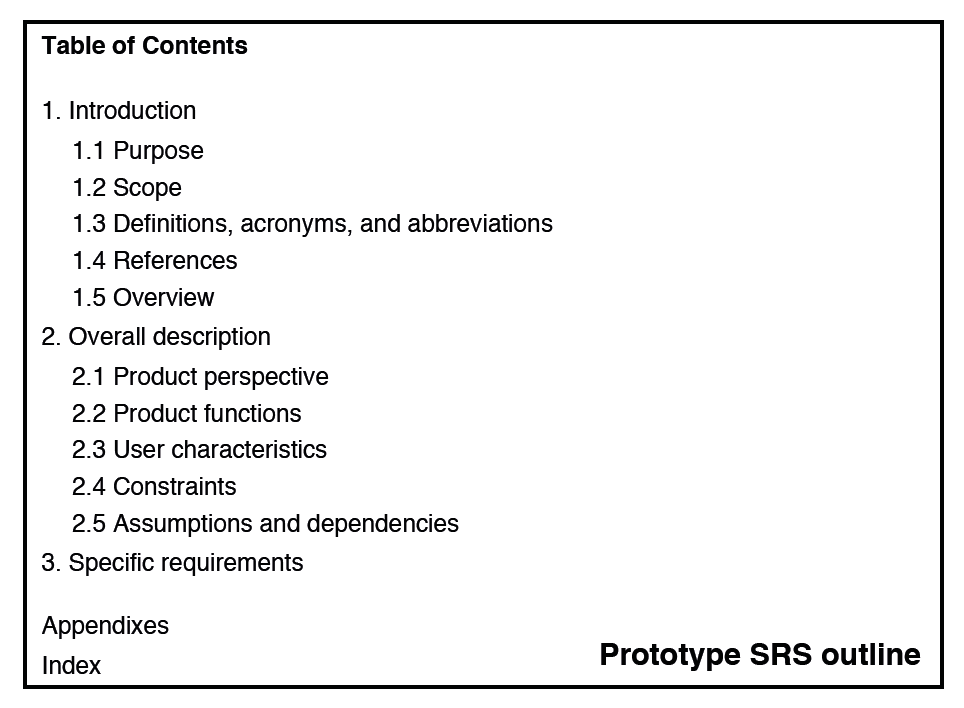 Table of Contents
1. Introduction
1.1 Purpose
1.2 Scope
1.3 Definitions, acronyms, and abbreviations
1.4 References
1.5 Overview
2. Overall description
2.1 Product perspective
2.2 Product functions
2.3 User characteristics
2.4 Constraints
2.5 Assumptions and dependencies
3. Specific requirements
Appendixes
Index
Prototype SRS outline